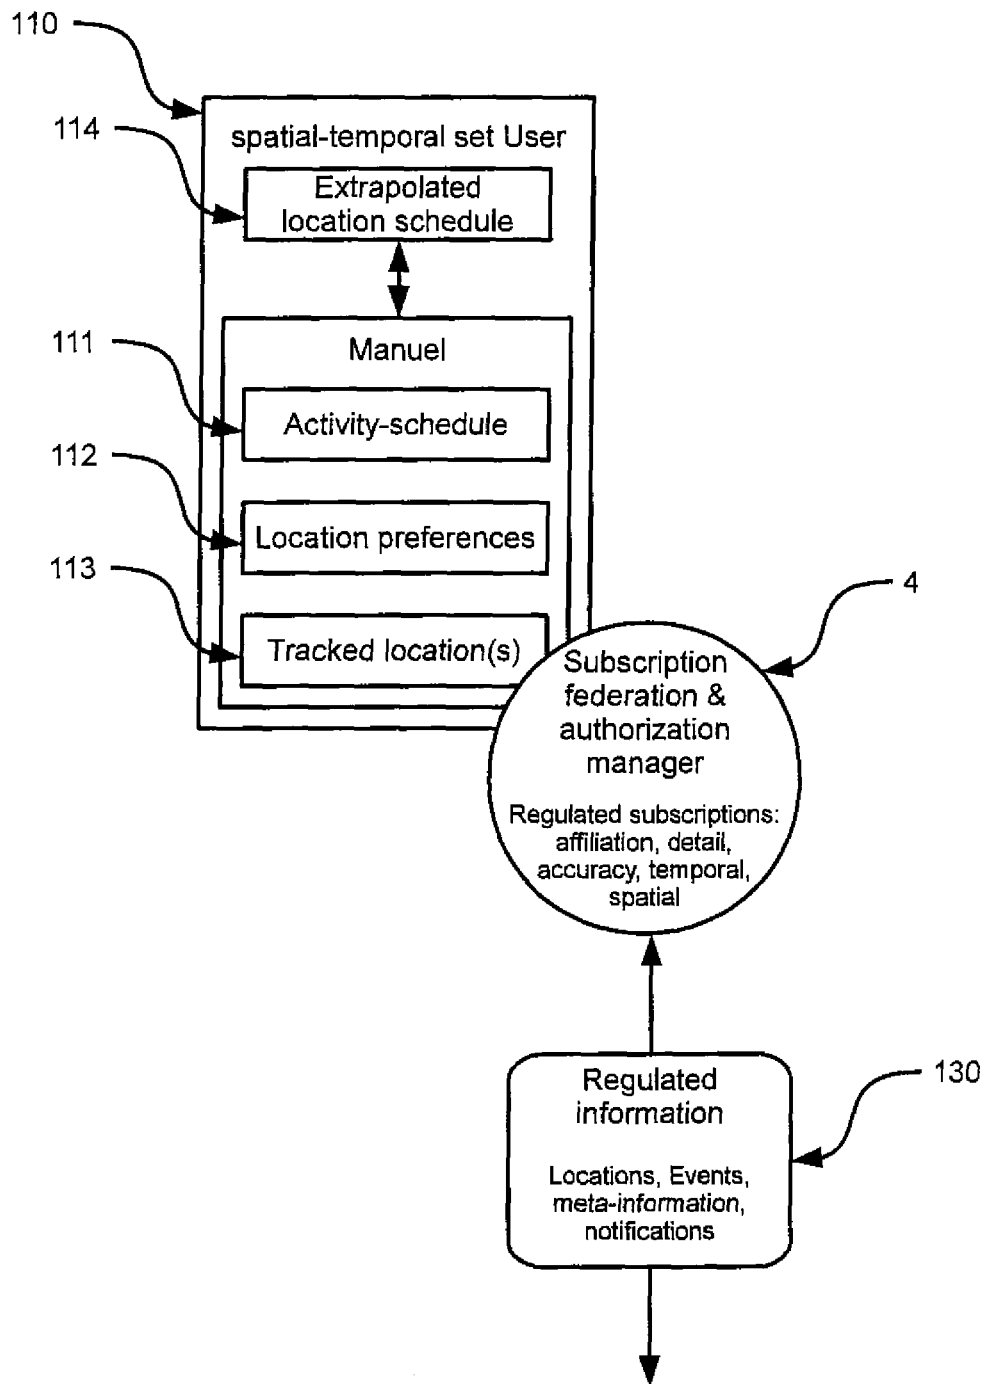 110
114
spatial-temporal set User
Extrapolated
location schedule
111
Manuel
Activity-schedule
112
Location preferences
113
Tracked location(s)
4
Subscription
federation &
authorization
manager
Regulated subscriptions:
affiliation, detail,
accuracy, temporal,
spatial
130
Regulated
information
Locations, Events,
meta-information,
notifications